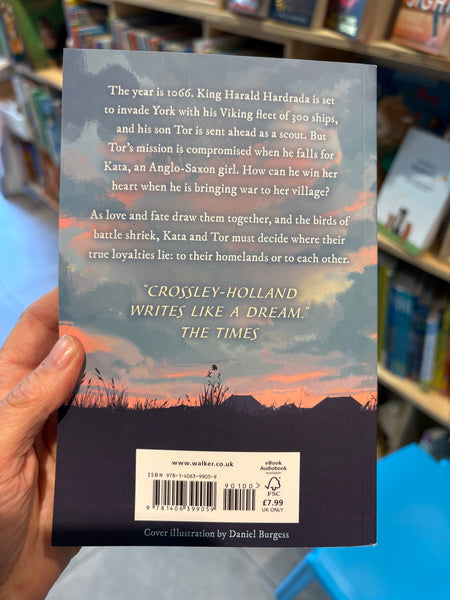 The year is 1066. King Harald Hardrada is set
to invade York with his Viking fleet of 300 ships,
and his son Tor is sent ahead as a scout. But
Tor's mission is compromised when he falls for
Kata, an Anglo-Saxon girl. How can he win her
heart when he is bringing war to her village?
As love and fate draw them together, and the birds of
battle shriek, Kata and Tor must decide where their
true loyalties lie: to their homelands or to each other.
"CROSSLEY-HOLLAND
WRITES LIKE A DREAM."
THE TIMES
www.walker.co.uk
ISBN 978-1-4063-9905-9
90100>
9 781406 399059
eBook
Audiobook
available
FSC
£7.99
UK ONLY
Cover illustration by Daniel Burgess